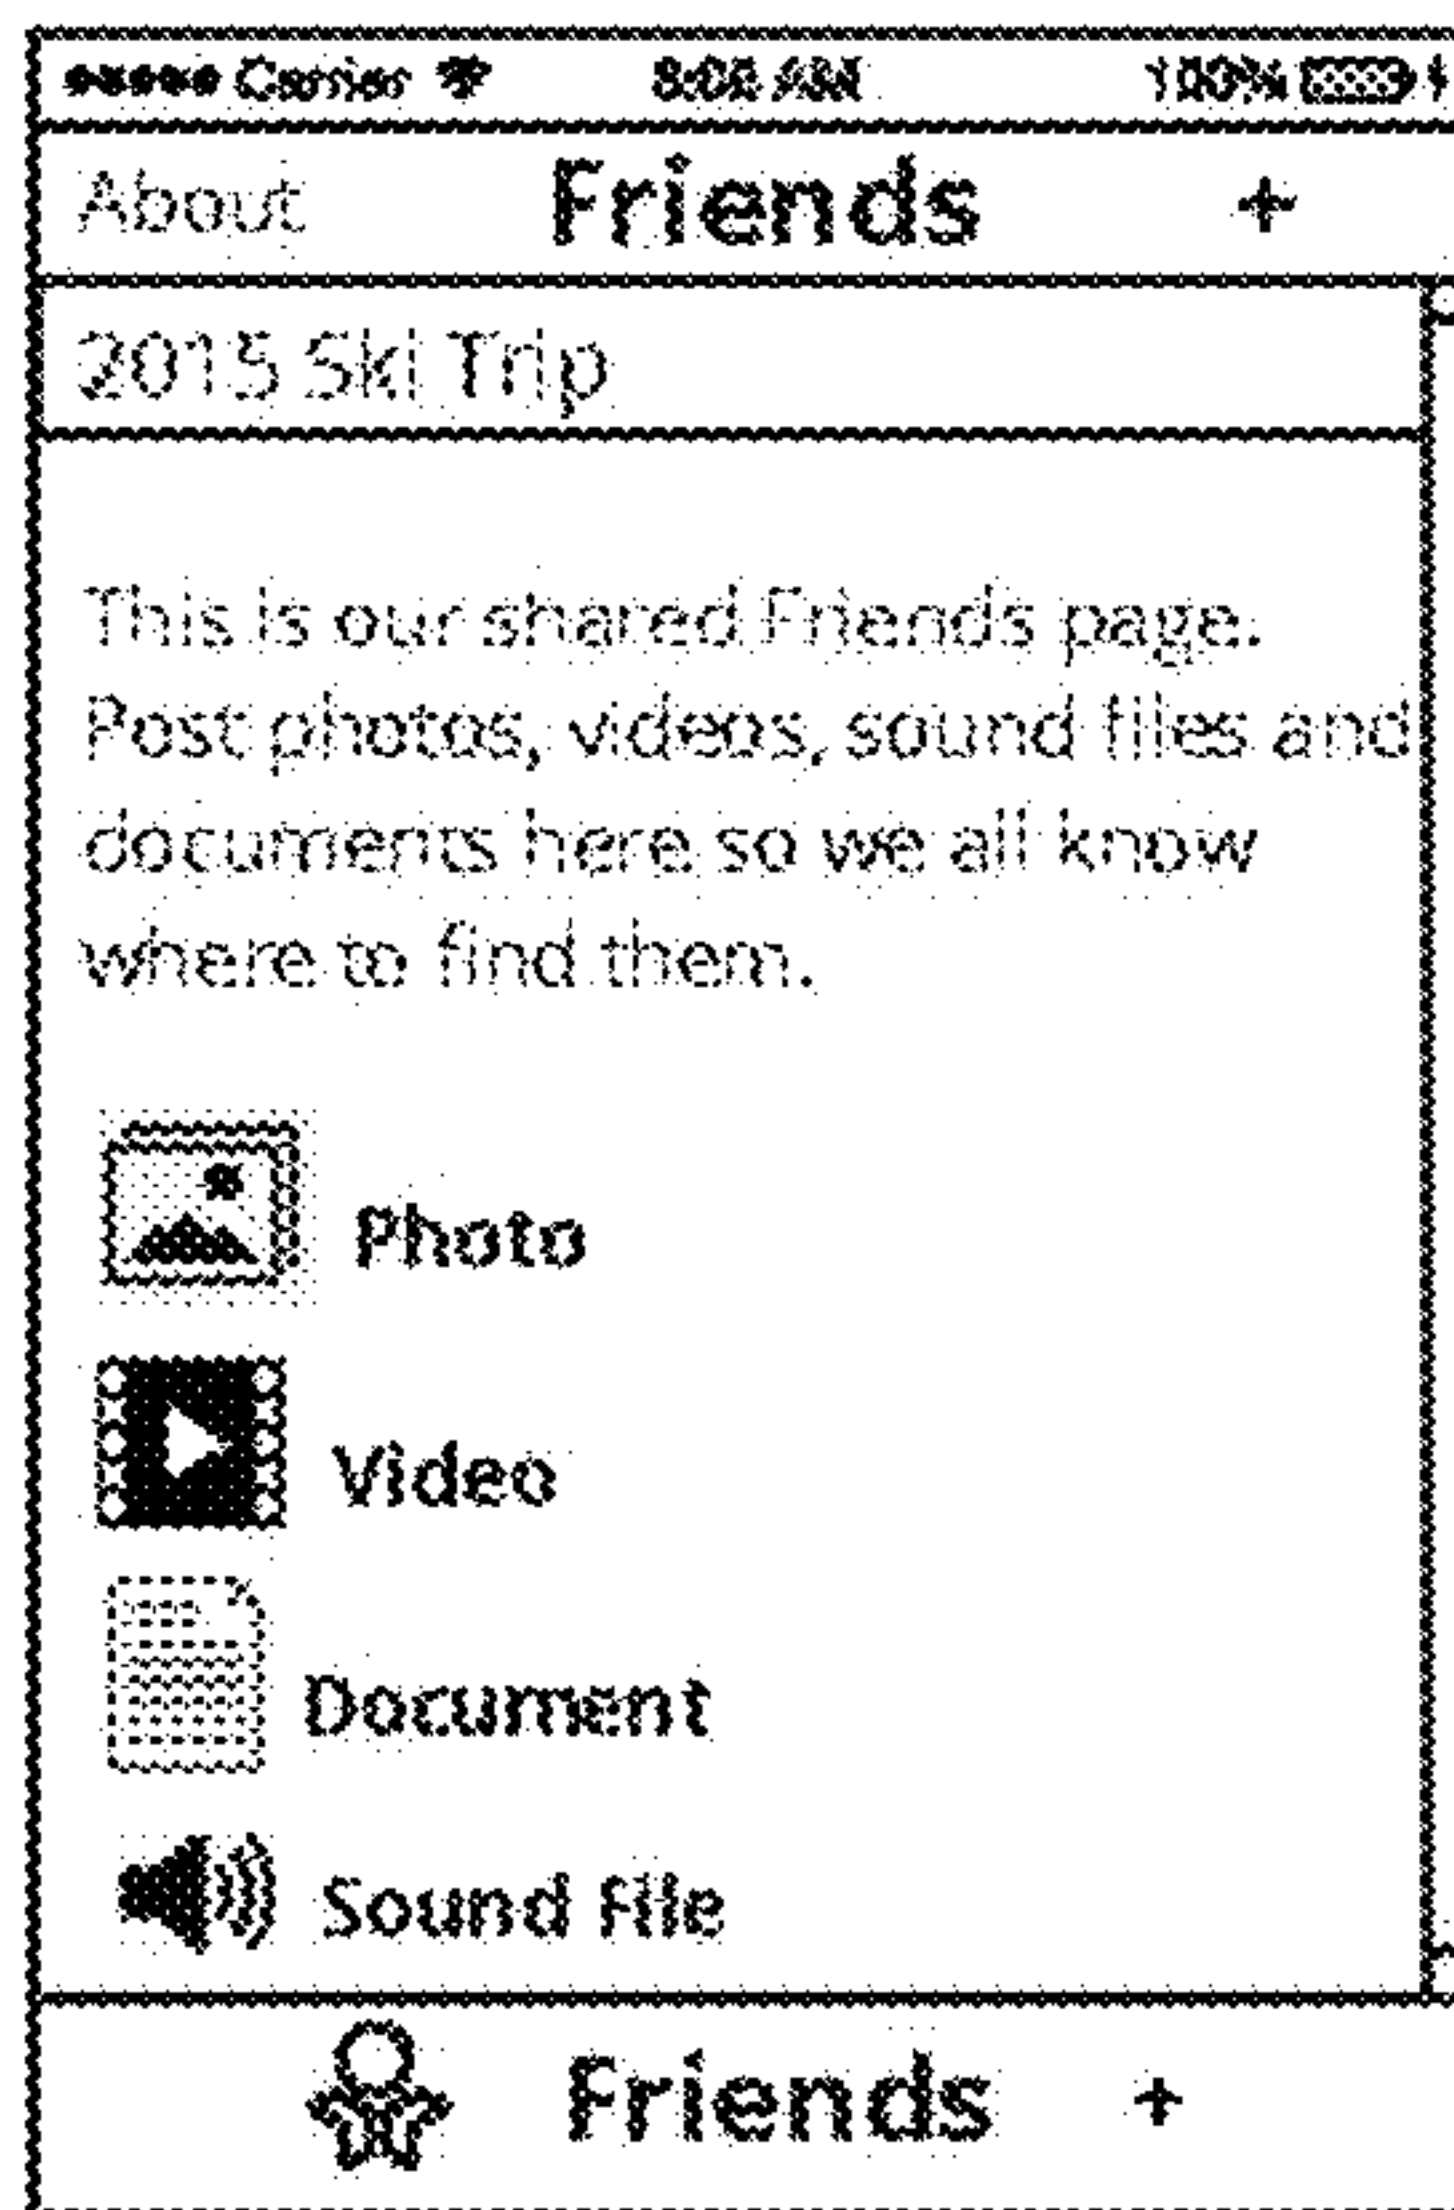 Carrier 8:08 AM 100%
About Friends +
2015 Ski Trip
This is our shared Friends page.
Post photos, videos, sound files and
documents here so we all know
where to find them.
Photo
Video
Document
Sound File
Friends +